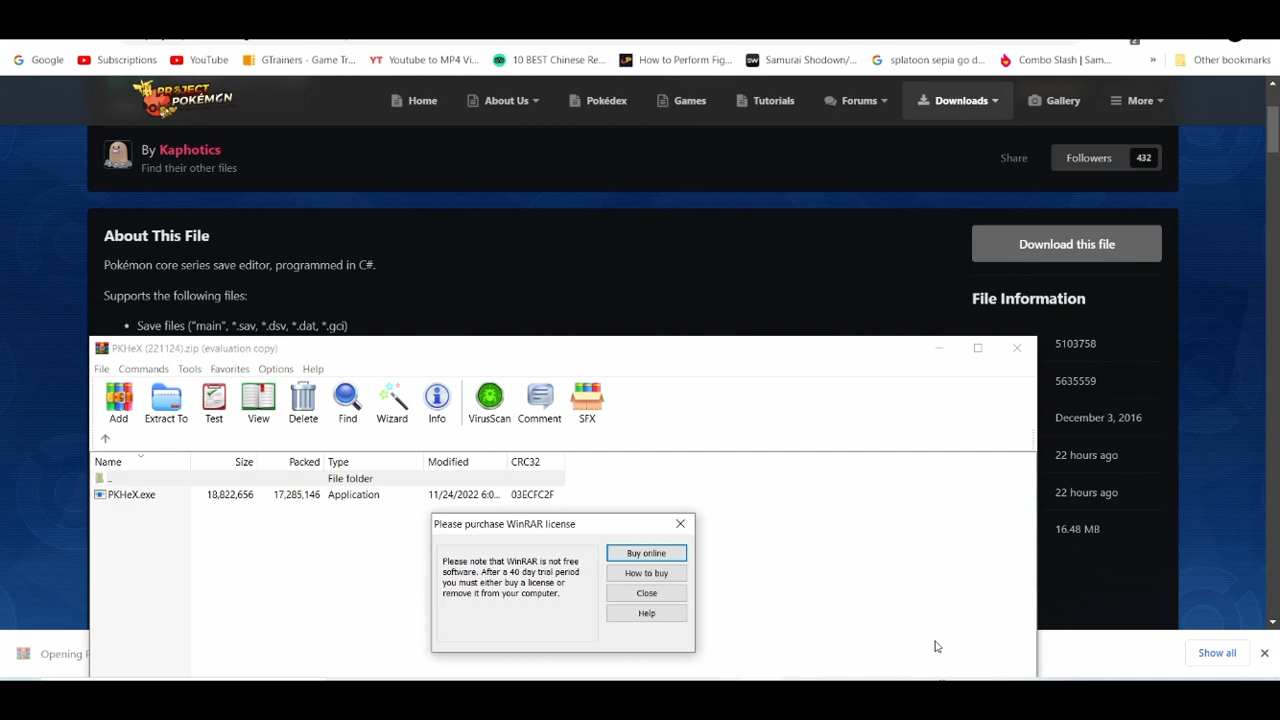 2
Google Subscriptions YouTube GTrainers - Game Tr... YT Youtube to MP4 Vi... 10 BEST Chinese Re... How to Perform Fig... SW Samurai Shodown/... G splatoon sepia go d... Combo Slash | Sam... » Other bookmarks
PROJECT
POKÉMON
Home About Us Pokédex Games Tutorials Forums Downloads Gallery More
By Kaphotics
Find their other files
Share Followers 432
About This File
Download this file
Pokémon core series save editor, programmed in C#.
Supports the following files:
File Information
• Save files ("main", *.sav, *.dsv, *.dat, *.gci)
5103758
PKHeX (221124).zip (evaluation copy)
File Commands Tools Favorites Options Help
5635559
Add Extract To Test View Delete Find Wizard Info VirusScan Comment SFX
December 3, 2016
22 hours ago
Name Size Packed Type Modified CRC32
.. File folder
PKHeX.exe 18,822,656 17,285,146 Application 11/24/2022 6:0... 03ECFC2F
22 hours ago
16.48 MB
Please purchase WinRAR license
Please note that WinRAR is not free
software. After a 40 day trial period
you must either buy a license or
remove it from your computer.
Buy online
How to buy
Close
Help
Opening
Show all